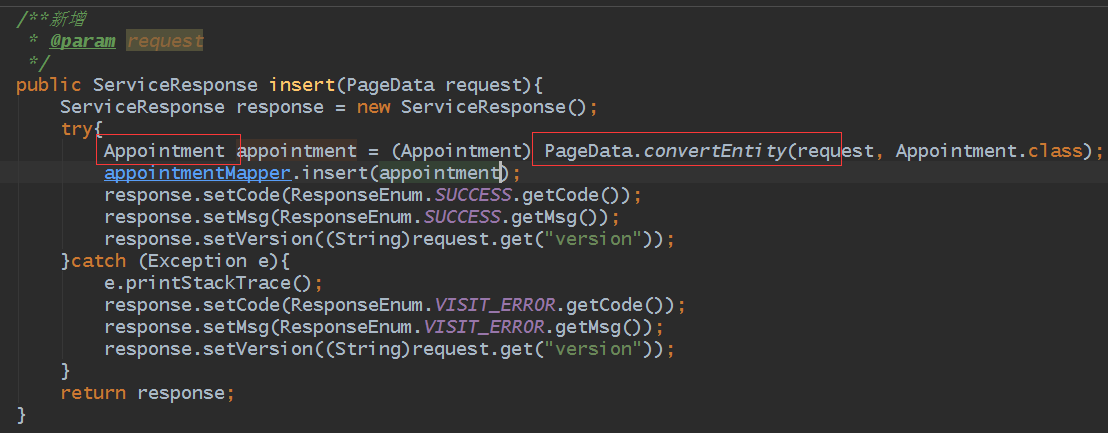 /**新增
 * @param request
 */
public ServiceResponse insert(PageData request){
    ServiceResponse response = new ServiceResponse();
    try{
        Appointment appointment = (Appointment) PageData.convertEntity(request, Appointment.class);
        appointmentMapper.insert(appointment);
        response.setCode(ResponseEnum.SUCCESS.getCode());
        response.setMsg(ResponseEnum.SUCCESS.getMsg());
        response.setVersion((String)request.get("version"));
    }catch (Exception e){
        e.printStackTrace();
        response.setCode(ResponseEnum.VISIT_ERROR.getCode());
        response.setMsg(ResponseEnum.VISIT_ERROR.getMsg());
        response.setVersion((String)request.get("version"));
    }
    return response;
}